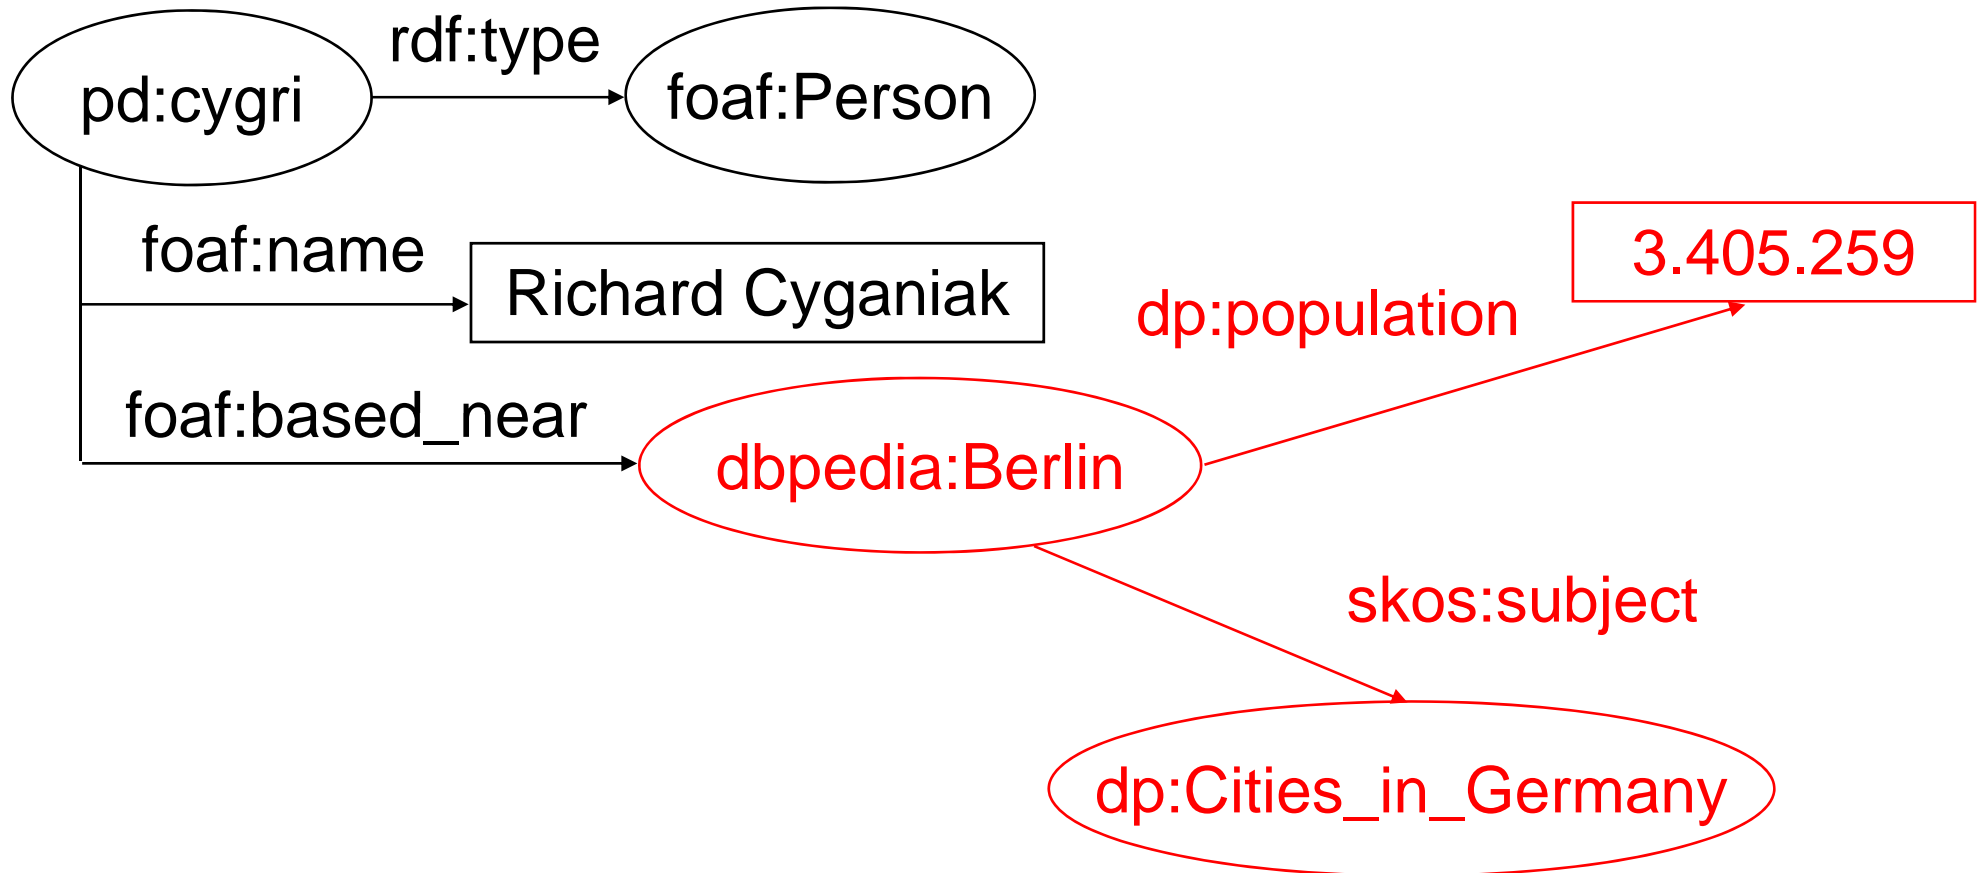 rdf:type
pd:cygri
foaf:Person
foaf:name
Richard Cyganiak
3.405.259
dp:population
foaf:based_near
dbpedia:Berlin
skos:subject
dp:Cities_in_Germany